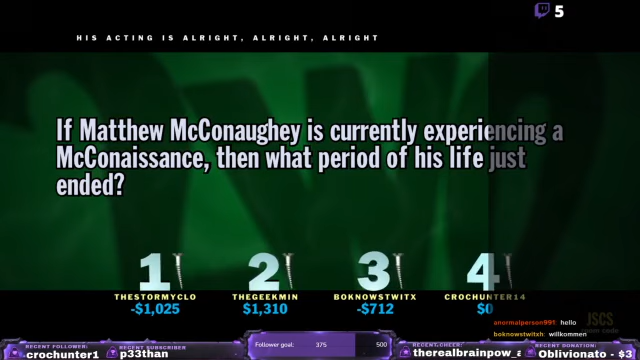 5
HIS ACTING IS ALRIGHT, ALRIGHT, ALRIGHT
If Matthew McConaughey is currently experiencing a
McConaissance, then what period of his life just
ended?
1 2 3 4
THESTORMYCLO THEGEEKMIN BOKNOWSTWITX CROCHUNTER14
-$1,025 $1,310 -$712 $0
JSCS
anormalperson991: hello
boknowstwitxh: willkommen
RECENT FOLLOWER: RECENT SUBSCRIBER RECENT CHEER: RECENT DONATION:
crochunter1 p33than Follower goal: 375 500 therealbrainpow Oblivionato - $3